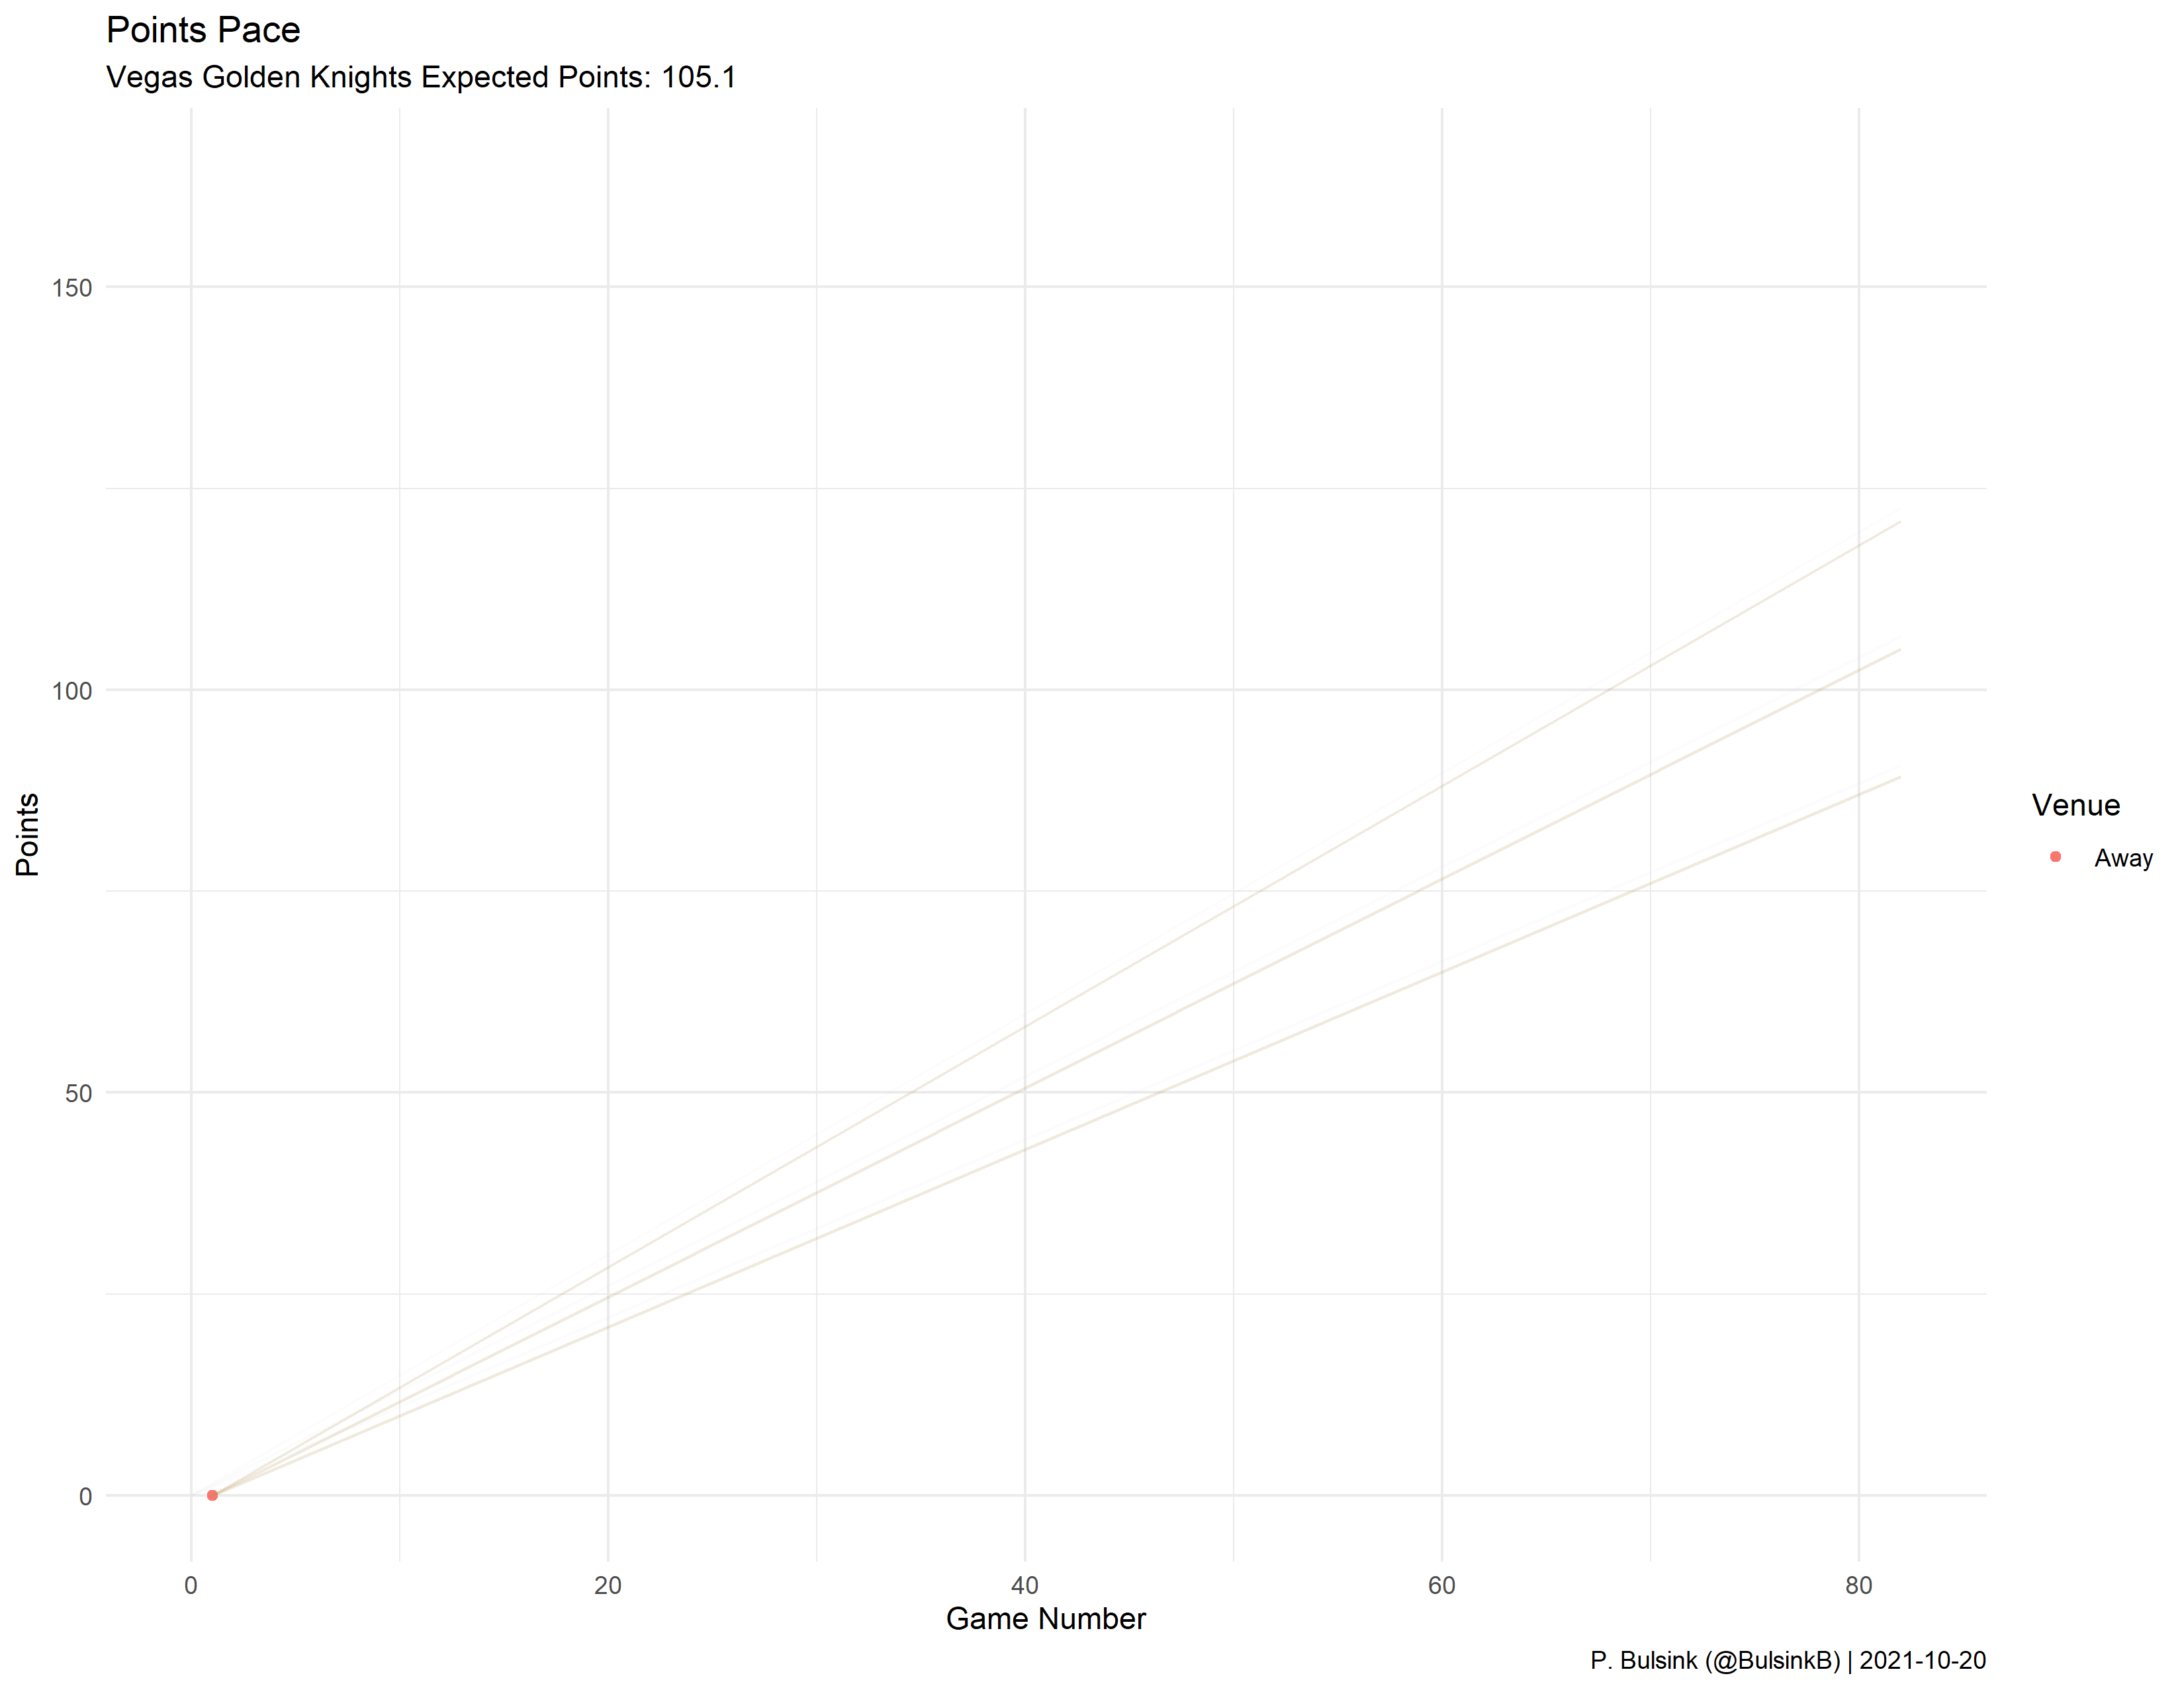 Points Pace
Vegas Golden Knights Expected Points: 105.1
150
100
50
0
Points
0 20 40 60 80
Game Number
Venue
Away
P. Bulsink (@BulsinkB) | 2021-10-20